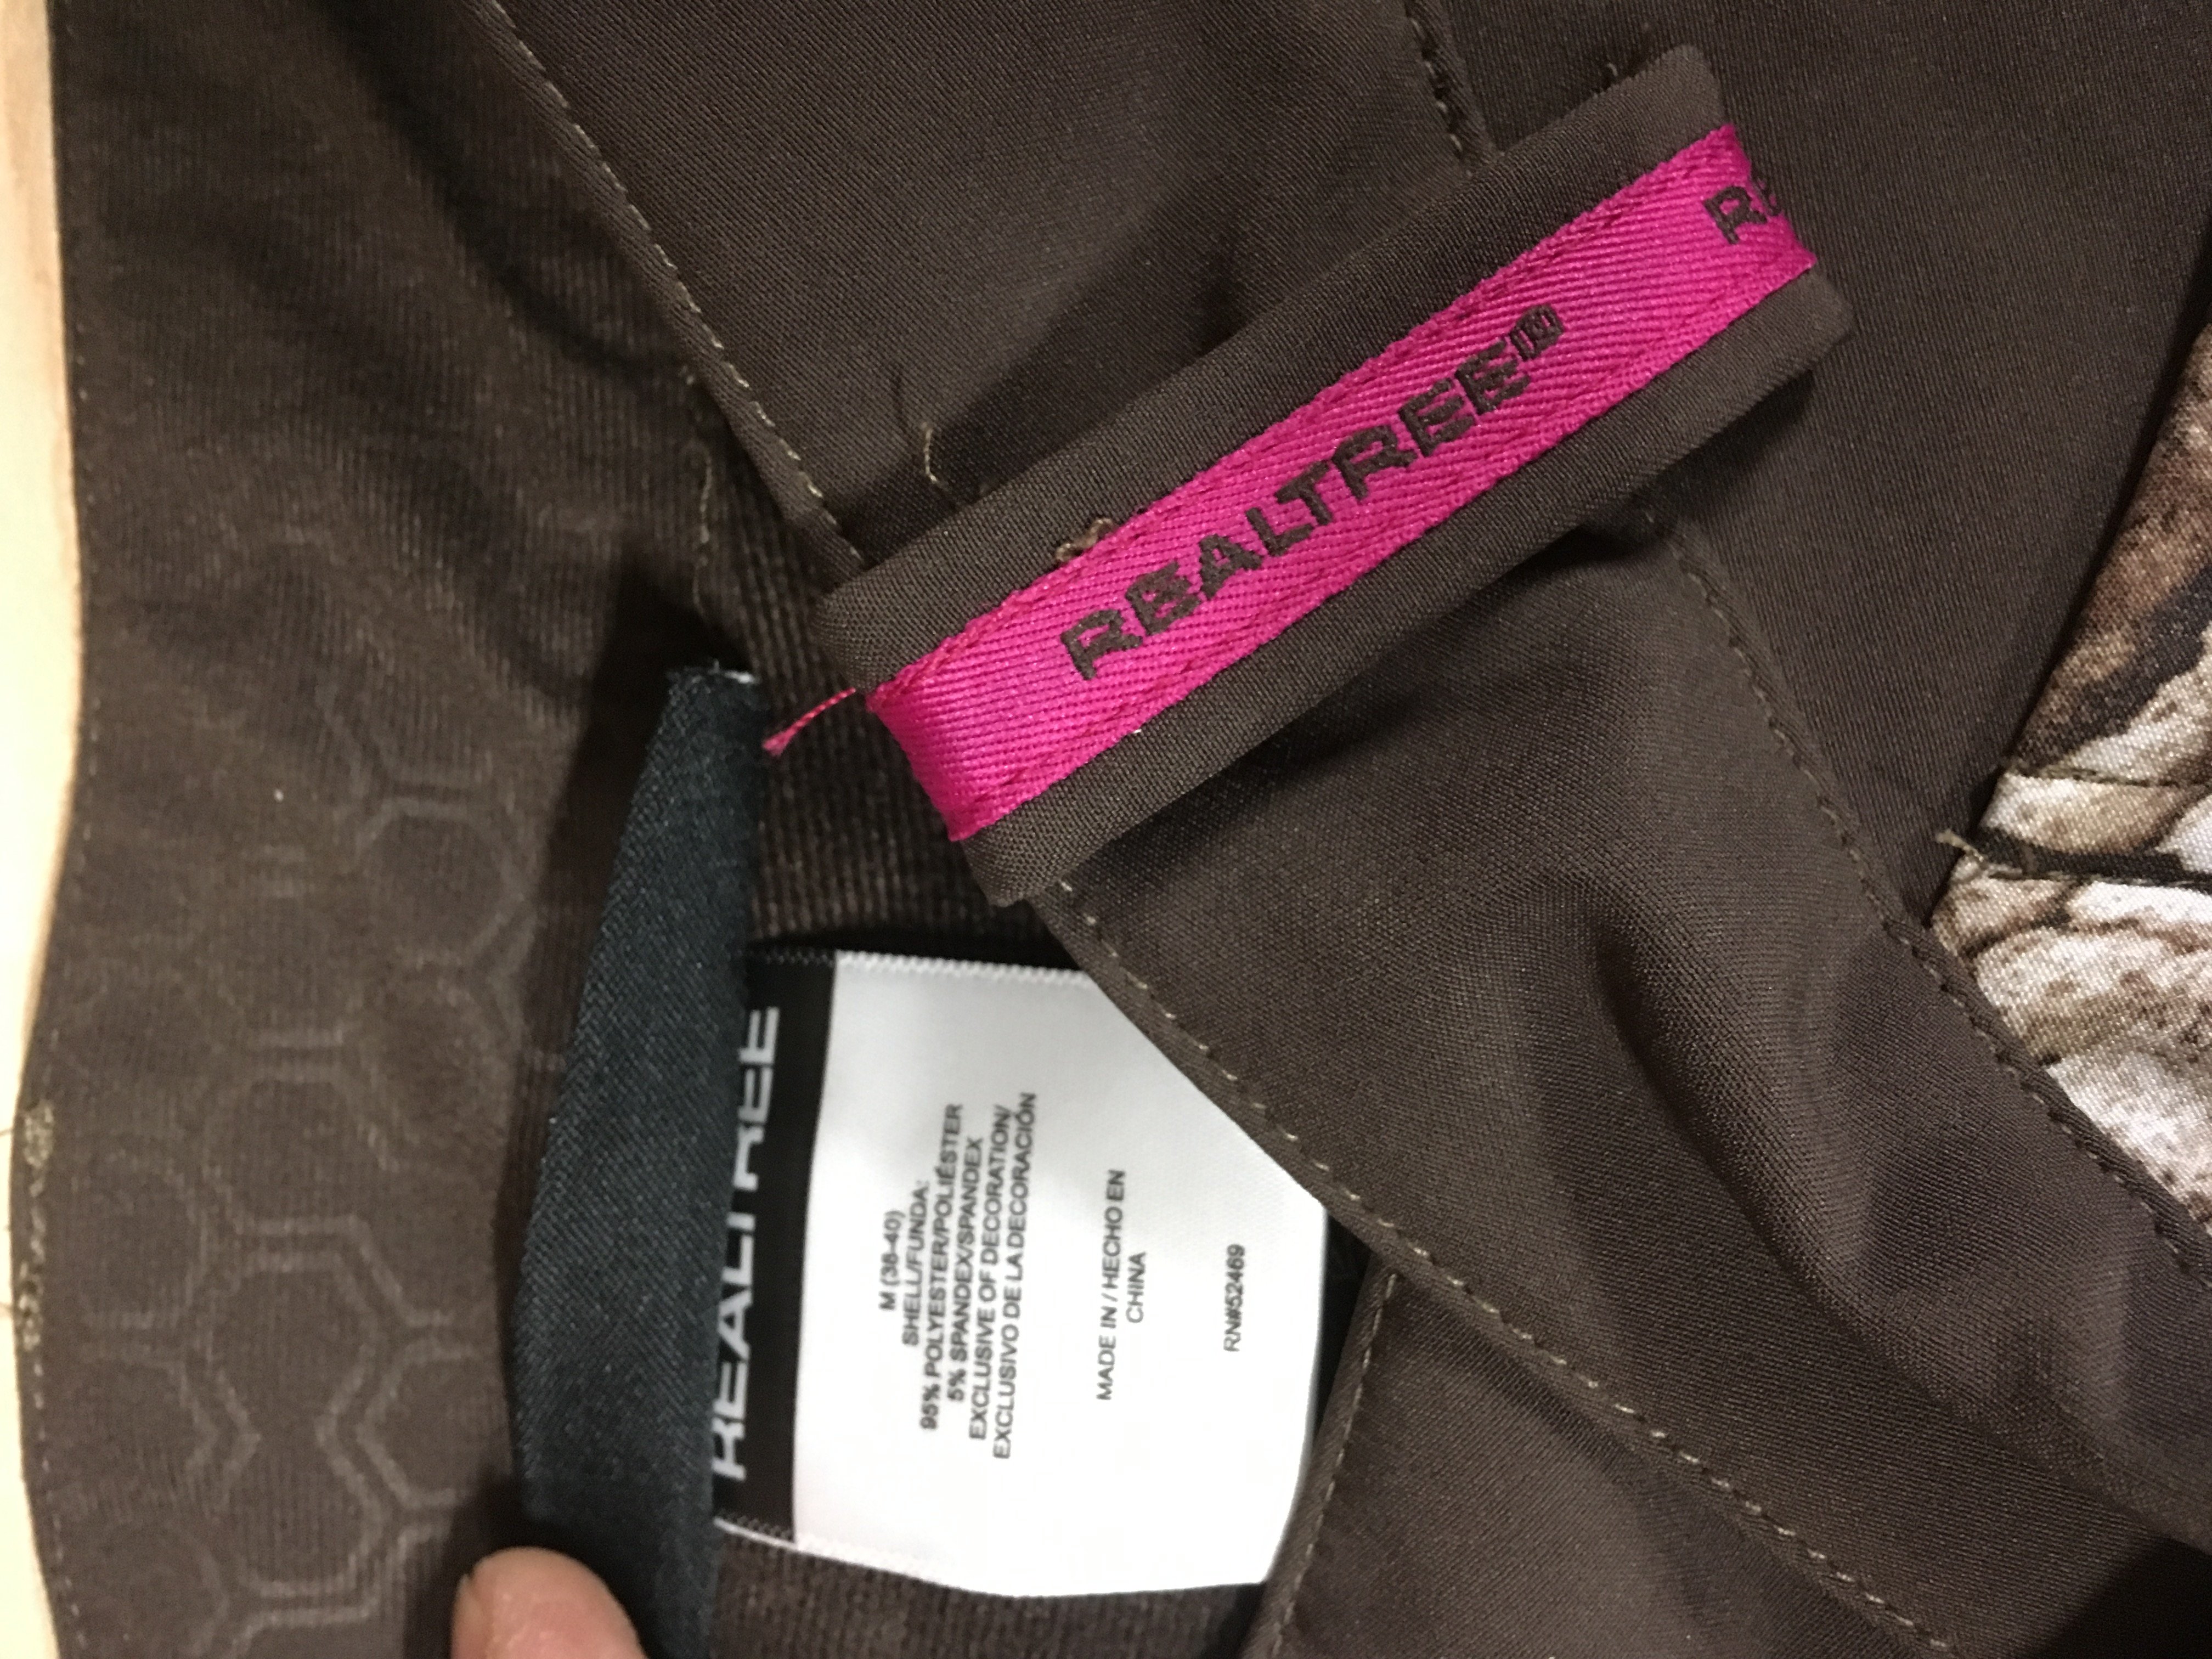 REALTREE®
RE
REALTREE
M (38-40)
SHELL/FUNDA:
95% POLYESTER/POLIÉSTER
5% SPANDEX/SPANDEX
EXCLUSIVE OF DECORATION/
EXCLUSIVO DE LA DECORACIÓN
MADE IN / HECHO EN
CHINA
RN#52469